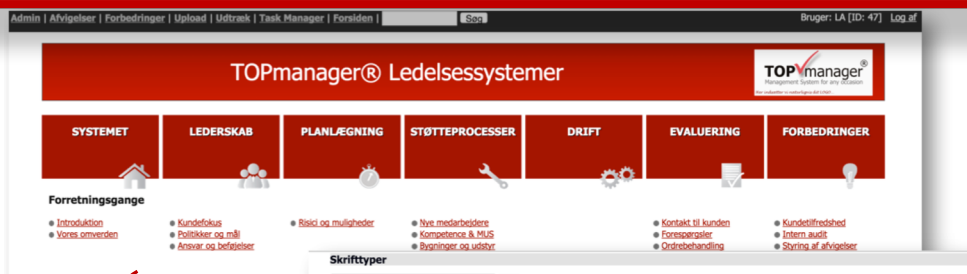 Admin | Afvigelser | Forbedringer | Upload | Udtræk | Task Manager | Forsiden | Søg Bruger: LA [ID: 47] Log af
TOPmanager® Ledelsessystemer
TOPmanager®
Management System for any occasion
SYSTEMET LEDERSKAB PLANLÆGNING STØTTEPROCESSER DRIFT EVALUERING FORBEDRINGER
Forretningsgange
Introduktion Kundefokus Risici og muligheder Nye medarbejdere Kontakt til kunden Kundetilfredshed
Vores omverden Politikker og mål Kompetence & MUS Forespørgsler Intern audit
Ansvar og beføjelser Bygninger og udstyr Ordrebehandling Styring af afvigelser
Skrifttyper